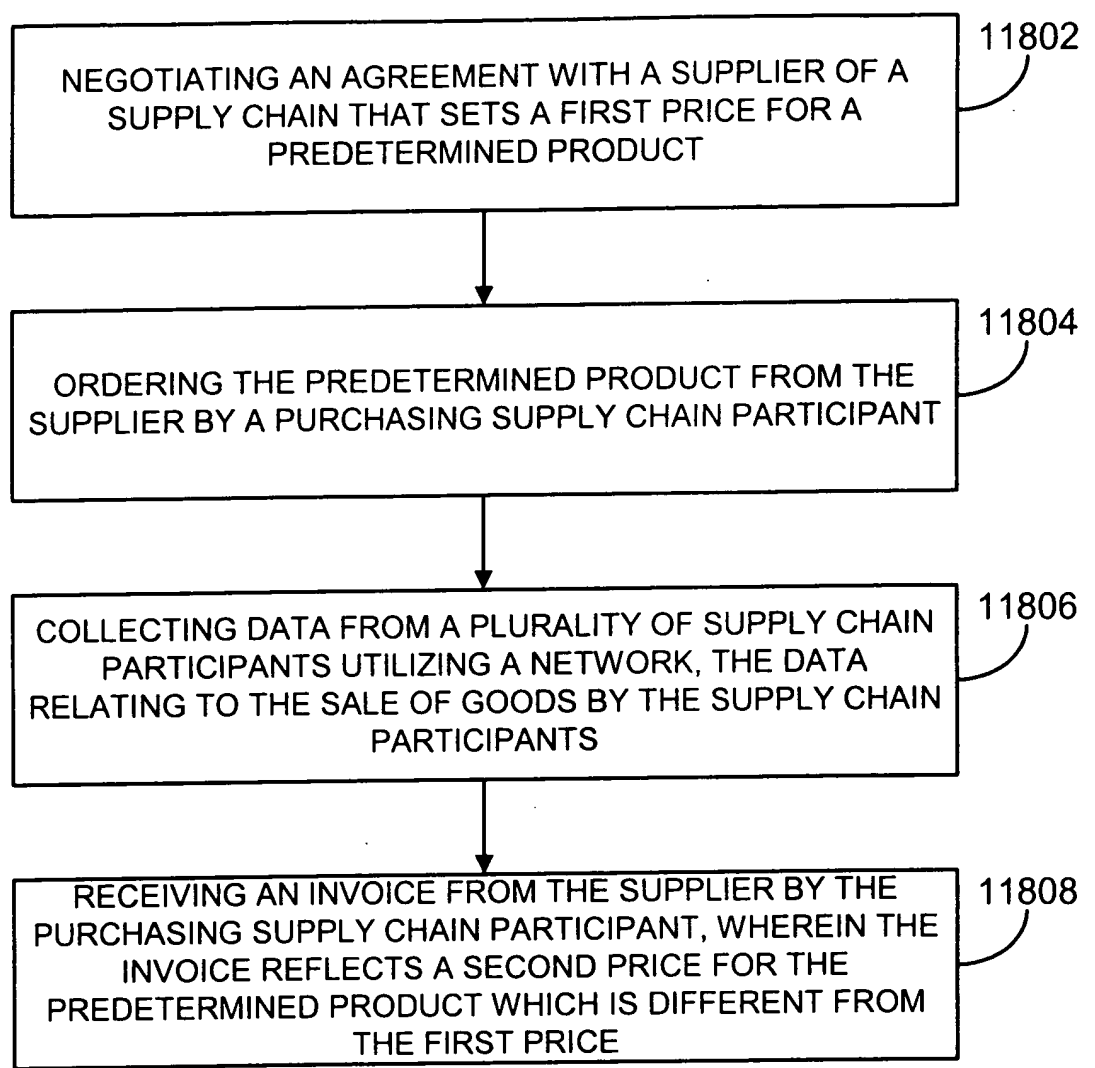 11802
NEGOTIATING AN AGREEMENT WITH A SUPPLIER OF A
SUPPLY CHAIN THAT SETS A FIRST PRICE FOR A
PREDETERMINED PRODUCT
11804
ORDERING THE PREDETERMINED PRODUCT FROM THE
SUPPLIER BY A PURCHASING SUPPLY CHAIN PARTICIPANT
11806
COLLECTING DATA FROM A PLURALITY OF SUPPLY CHAIN
PARTICIPANTS UTILIZING A NETWORK, THE DATA
RELATING TO THE SALE OF GOODS BY THE SUPPLY CHAIN
PARTICIPANTS
11808
RECEIVING AN INVOICE FROM THE SUPPLIER BY THE
PURCHASING SUPPLY CHAIN PARTICIPANT, WHEREIN THE
INVOICE REFLECTS A SECOND PRICE FOR THE
PREDETERMINED PRODUCT WHICH IS DIFFERENT FROM
THE FIRST PRICE